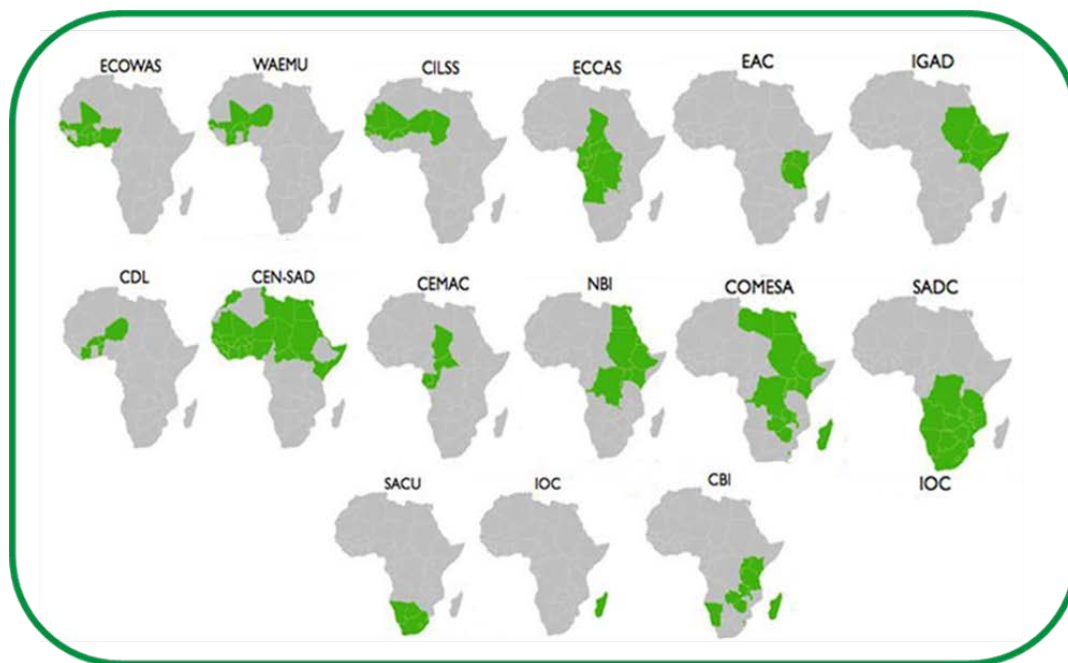 ECOWAS
WAEMU
CILSS
ECCAS
EAC
IGAD
CDL
CEN-SAD
CEMAC
NBI
COMESA
SADC
SACU
IOC
CBI
IOC